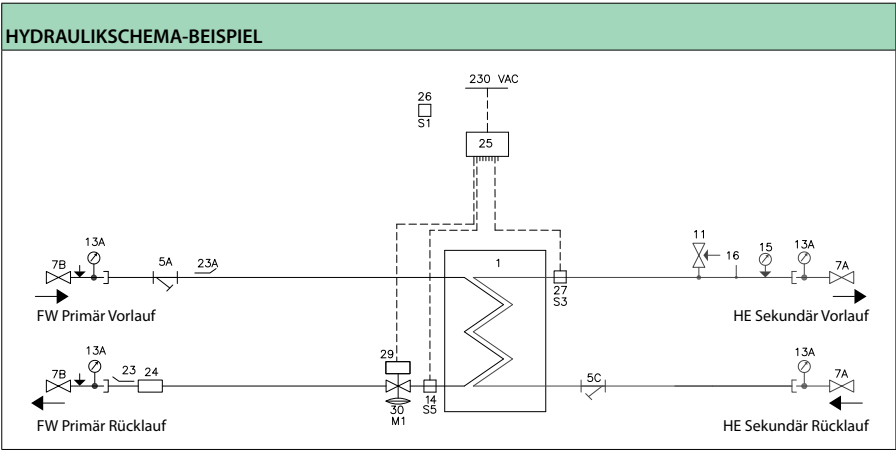 HYDRAULIKSCHEMA-BEISPIEL
230 VAC
26
S1
25
13A
7B
5A
23A
1
27
S3
11
16
15
13A
7A
FW Primär Vorlauf
HE Sekundär Vorlauf
13A
7B
23
24
29
30
M1
14
S5
5C
13A
7A
FW Primär Rücklauf
HE Sekundär Rücklauf